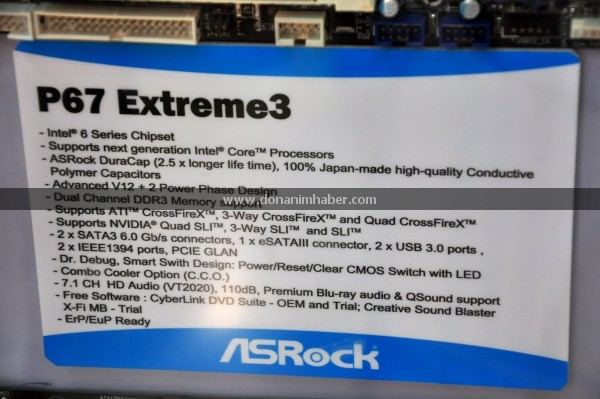 P67 Extreme3
- Intel® 6 Series Chipset
- Supports next generation Intel® Core™ Processors
- ASRock DuraCap (2.5 x longer life time), 100% Japan-made high-quality Conductive
Polymer Capacitors
- Advanced V12 + 2 Power Phase Design
- Dual Channel DDR3 Memory support
www.donanimhaber.com
- Supports ATI™ CrossFireX™, 3-Way CrossFireX™ and Quad CrossFireX™
- Supports NVIDIA® Quad SLI™, 3-Way SLI™ and SLI™
- 2 x SATA3 6.0 Gb/s connectors, 1 x eSATAIII connector, 2 x USB 3.0 ports ,
2 x IEEE1394 ports, PCIE GLAN
- Dr. Debug, Smart Swith Design: Power/Reset/Clear CMOS Switch with LED
- Combo Cooler Option (C.C.O.)
- 7.1 CH HD Audio (VT2020), 110dB, Premium Blu-ray audio & QSound support
- Free Software : CyberLink DVD Suite - OEM and Trial; Creative Sound Blaster
X-Fi MB - Trial
- ErP/EuP Ready
ASRock